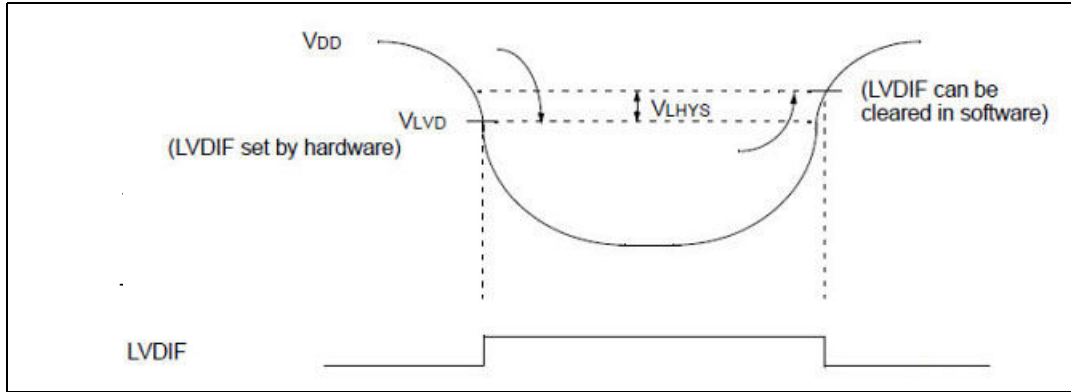 VDD
(LVDIF can be
cleared in software)
VLHYS
VLVD
(LVDIF set by hardware)
LVDIF